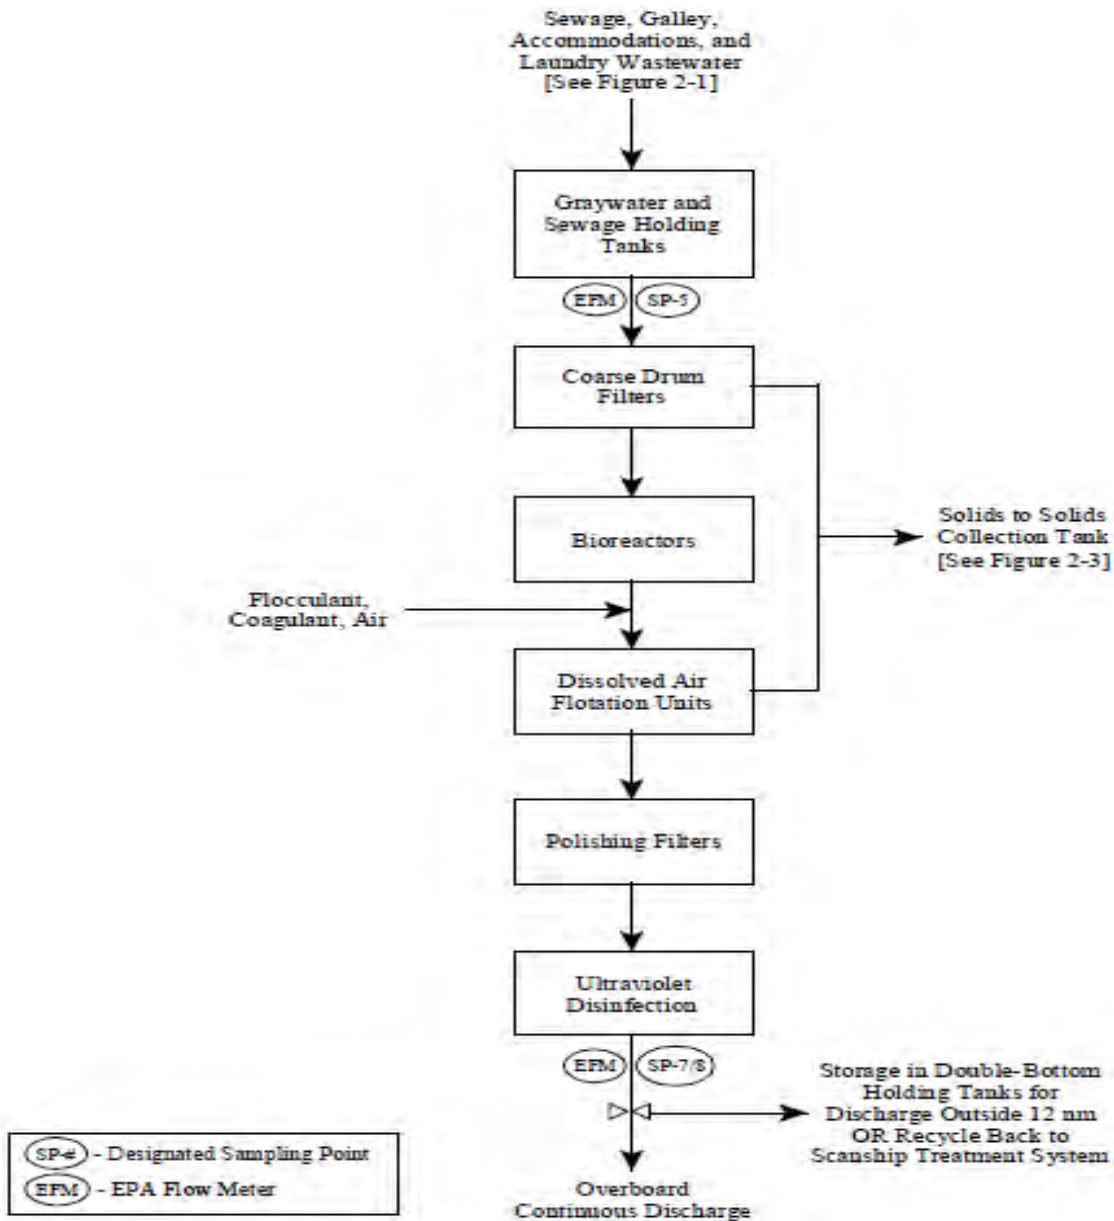 Sewage, Galley,
Accommodations, and
Laundry Wastewater
[See Figure 2-1]
Graywater and
Sewage Holding
Tanks
EFM
SP-5
Coarse Drum
Filters
Bioreactors
Solids to Solids
Collection Tank
[See Figure 2-3]
Flocculant,
Coagulant, Air
Dissolved Air
Flotation Units
Polishing Filters
Ultraviolet
Disinfection
EFM
SP-7/8
Storage in Double-Bottom
Holding Tanks for
Discharge Outside 12 nm
OR Recycle Back to
Scanship Treatment System
SP-# - Designated Sampling Point
EFM - EPA Flow Meter
Overboard
Continuous Discharge